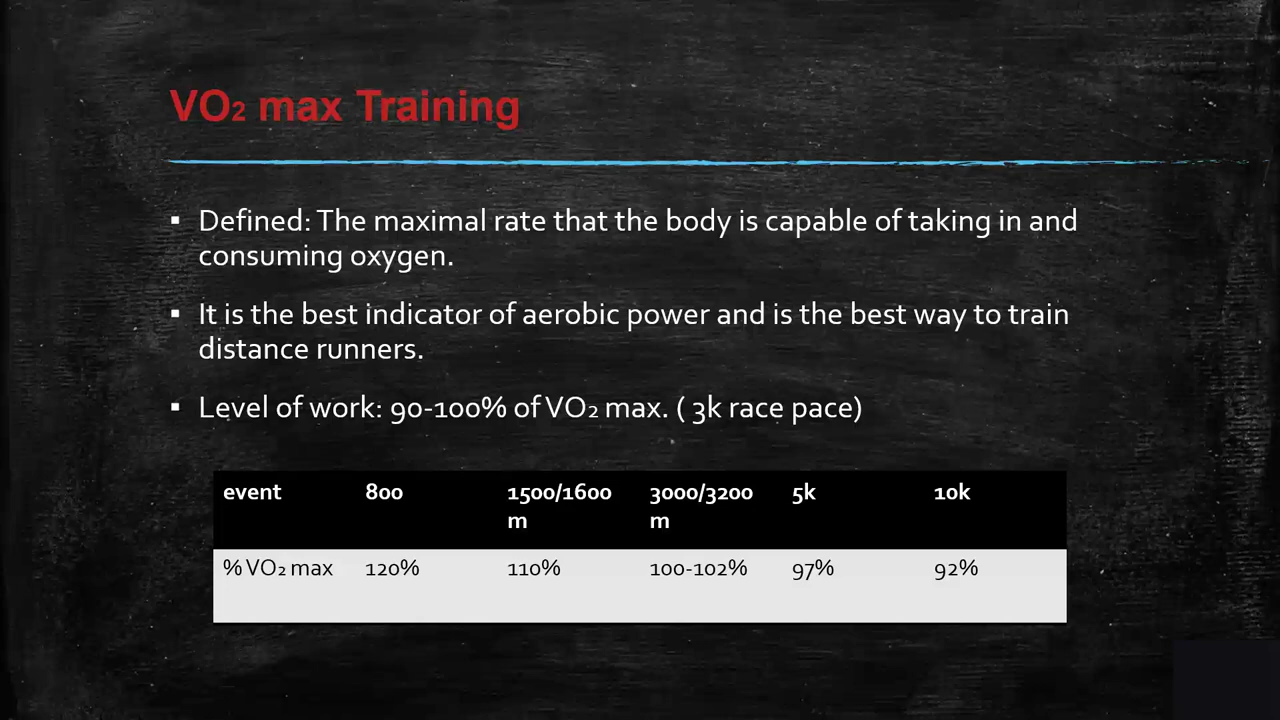 VO₂ max Training
▪ Defined: The maximal rate that the body is capable of taking in and
consuming oxygen.
▪ It is the best indicator of aerobic power and is the best way to train
distance runners.
▪ Level of work: 90-100% of VO₂ max. ( 3k race pace)
event 800 1500/1600 m 3000/3200 m 5k 10k
% VO₂ max 120% 110% 100-102% 97% 92%